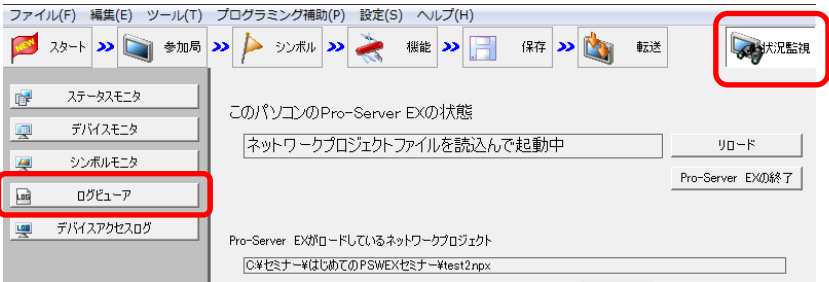 ファイル(F) 編集(E) ツール(T) プログラミング補助(P) 設定(S) ヘルプ(H)
NEW スタート 参加局 シンボル 機能 保存 転送 状況監視
ステータスモニタ
デバイスモニタ
シンボルモニタ
LOG ログビューア
デバイスアクセスログ
このパソコンのPro-Server EXの状態
ネットワークプロジェクトファイルを読込んで起動中
リロード
Pro-Server EXの終了
Pro-Server EXがロードしているネットワークプロジェクト
C:¥セミナー¥はじめてのPSWEXセミナー¥test2.npx